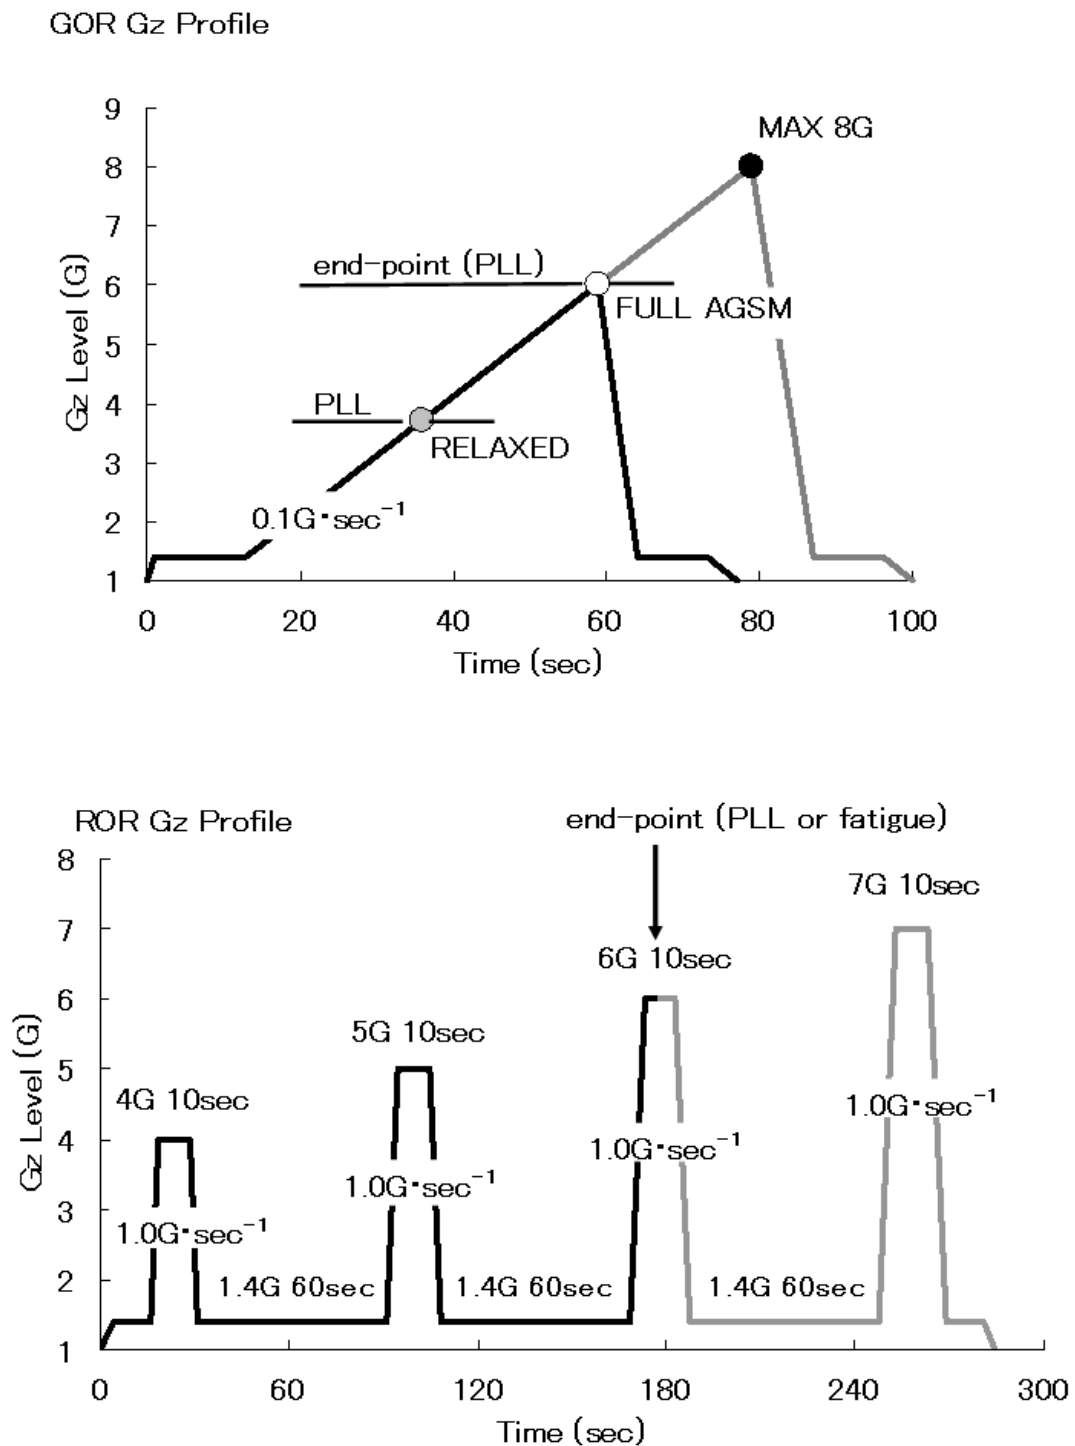 GOR Gz Profile
9
MAX 8G
8
7
end-point (PLL)
6
FULL AGSM
5
Gz Level (G)
4
PLL
RELAXED
3
0.1G・sec⁻¹
2
1
0 20 40 60 80 100
Time (sec)
ROR Gz Profile
end-point (PLL or fatigue)
8
7G 10sec
7
6G 10sec
6
5G 10sec
5
Gz Level (G)
4G 10sec
1.0G・sec⁻¹
4
1.0G・sec⁻¹
1.0G・sec⁻¹
3
1.0G・sec⁻¹
2
1.4G 60sec 1.4G 60sec 1.4G 60sec
1
0 60 120 180 240 300
Time (sec)